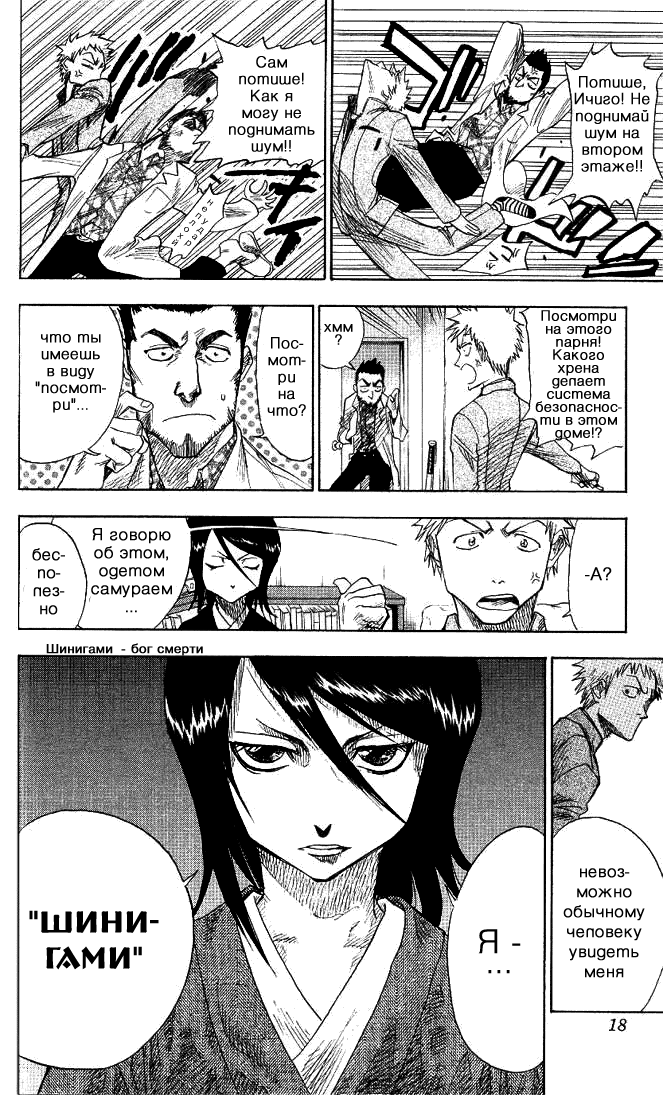 Потише,
Ичиго! Не
поднимай
шум на
втором
этаже!!
Сам
потише!
Как я
могу не
поднимать
шум!!
Посмотри
на этого
парня!
Какого
хрена
делает
система
безопаснос-
ти в этом
доме!?
хмм
?
Пос-
мот-
ри
на
что?
что ты
имеешь
в виду
"посмот-
ри"...
-А?
Я говорю
об этом,
одетом
самураем
...
бес-
по-
лез-
но
невоз-
можно
обычному
человеку
увидеть
меня
Шинигами - бог смерти
Я -
...
"ШИНИ-
ГАМИ"
18